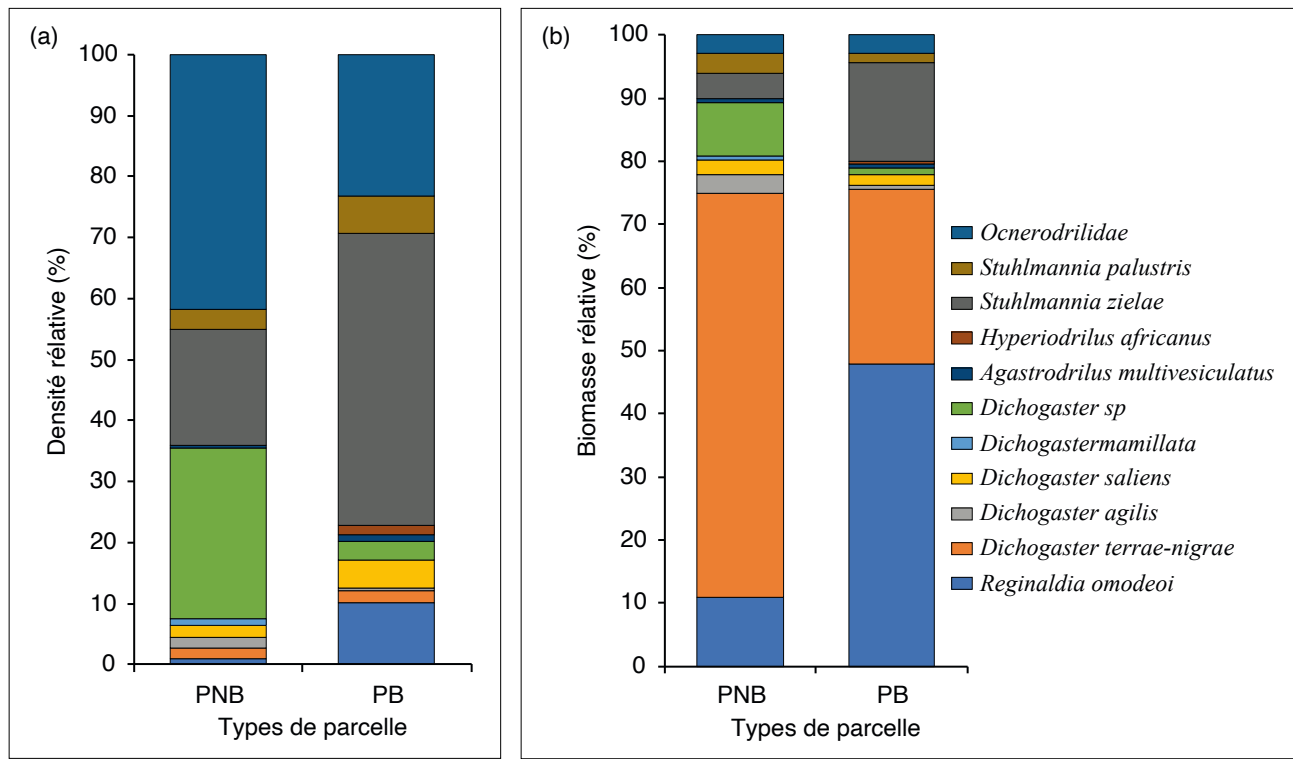 (a)
100
90
80
70
60
50
40
30
20
10
0
Densité rélative (%)
PNB PB
Types de parcelle
(b)
100
90
80
70
60
50
40
30
20
10
0
Biomasse rélative (%)
PNB PB
Types de parcelle
Ocnerodrilidae
Stuhlmannia palustris
Stuhlmannia zielae
Hyperiodrilus africanus
Agastrodrilus multivesiculatus
Dichogaster sp
Dichogastermamillata
Dichogaster saliens
Dichogaster agilis
Dichogaster terrae-nigrae
Reginaldia omodeoi